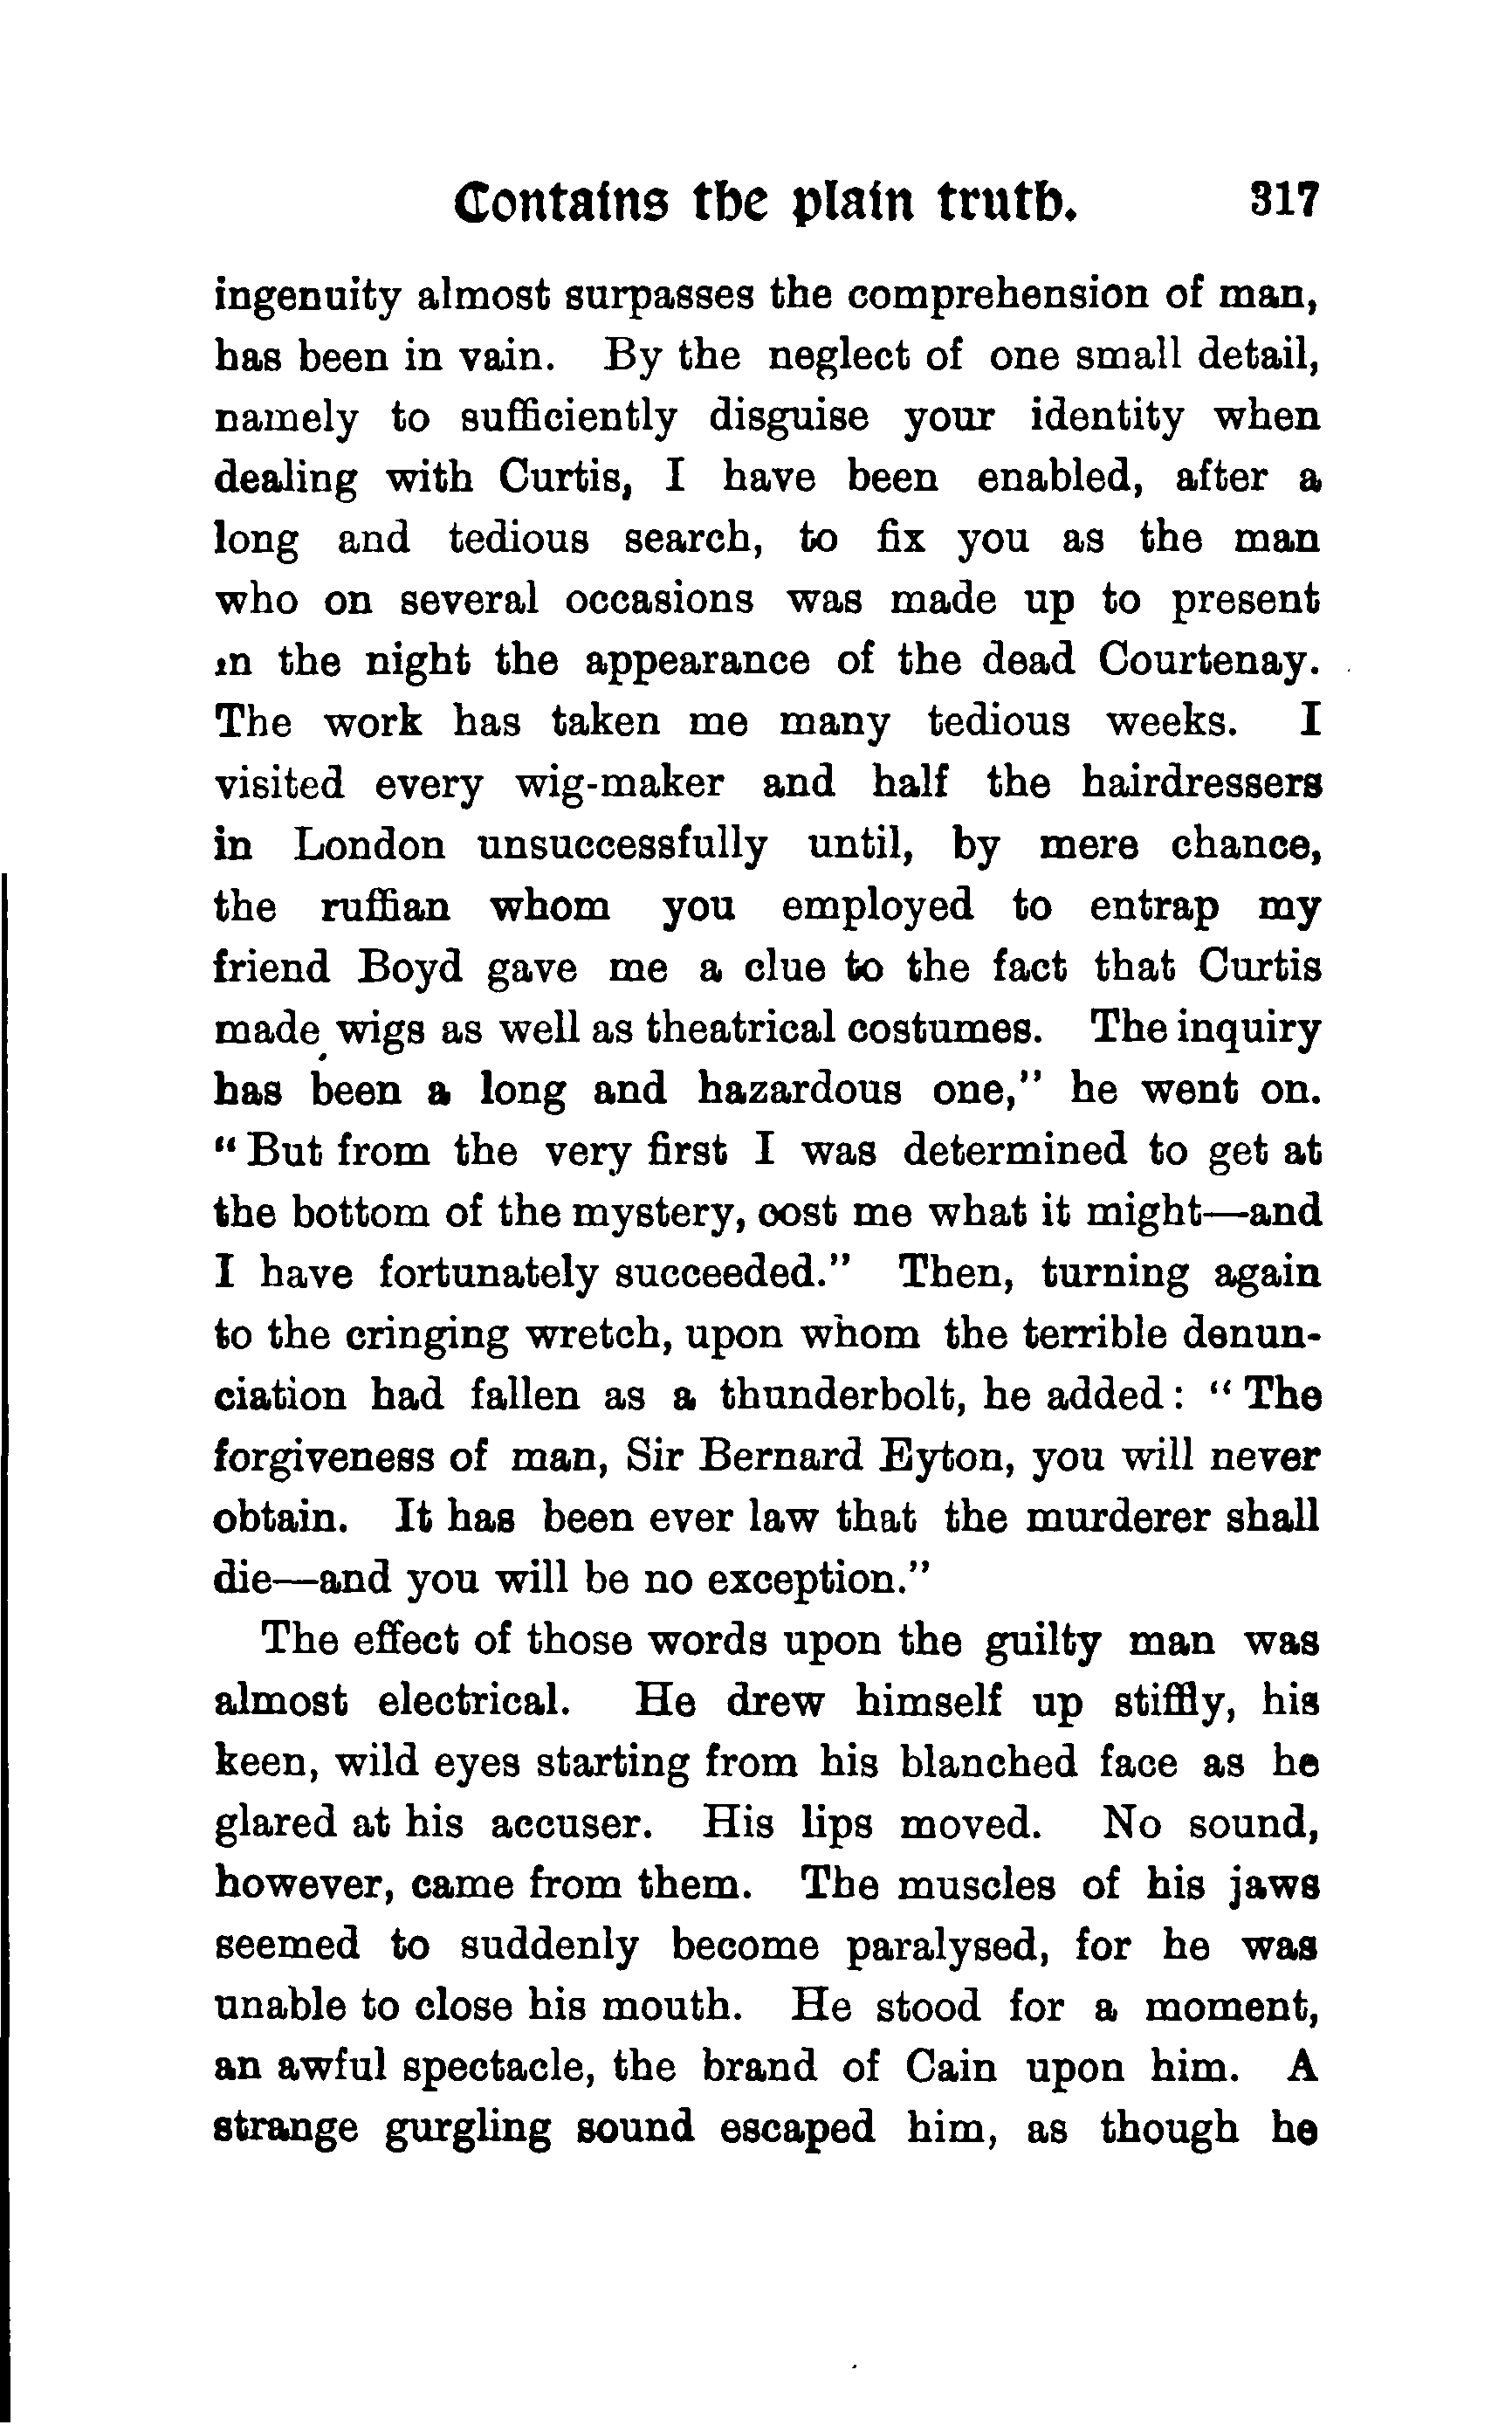 Contains the plain truth. 317
ingenuity almost surpasses the comprehension of man,
has been in vain. By the neglect of one small detail,
namely to sufficiently disguise your identity when
dealing with Curtis, I have been enabled, after a
long and tedious search, to fix you as the man
who on several occasions was made up to present
in the night the appearance of the dead Courtenay.
The work has taken me many tedious weeks. I
visited every wig-maker and half the hairdressers
in London unsuccessfully until, by mere chance,
the ruffian whom you employed to entrap my
friend Boyd gave me a clue to the fact that Curtis
made wigs as well as theatrical costumes. The inquiry
has been a long and hazardous one," he went on.
"But from the very first I was determined to get at
the bottom of the mystery, cost me what it might—and
I have fortunately succeeded." Then, turning again
to the cringing wretch, upon whom the terrible denun-
ciation had fallen as a thunderbolt, he added: "The
forgiveness of man, Sir Bernard Eyton, you will never
obtain. It has been ever law that the murderer shall
die—and you will be no exception."
The effect of those words upon the guilty man was
almost electrical. He drew himself up stiffly, his
keen, wild eyes starting from his blanched face as he
glared at his accuser. His lips moved. No sound,
however, came from them. The muscles of his jaws
seemed to suddenly become paralysed, for he was
unable to close his mouth. He stood for a moment,
an awful spectacle, the brand of Cain upon him. A
strange gurgling sound escaped him, as though he